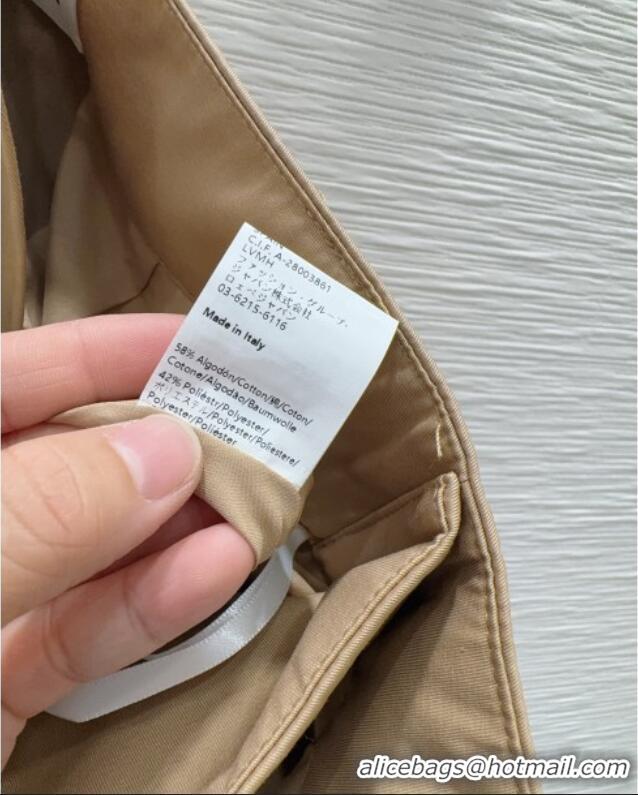 C.I.F. A-28003861
LVMH
ファッション・グループ・
ジャパン株式会社
ロエベジャパン
03-6215-6116
Made in Italy
58% Algodón/Cotton/綿/Coton/
Cotone/Algodão/Baumwolle
42% Poliéstr/Polyester/
ポリエステル/Polyester/Poliestere/
Polyester/Poliéster
alicebags@hotmail.com